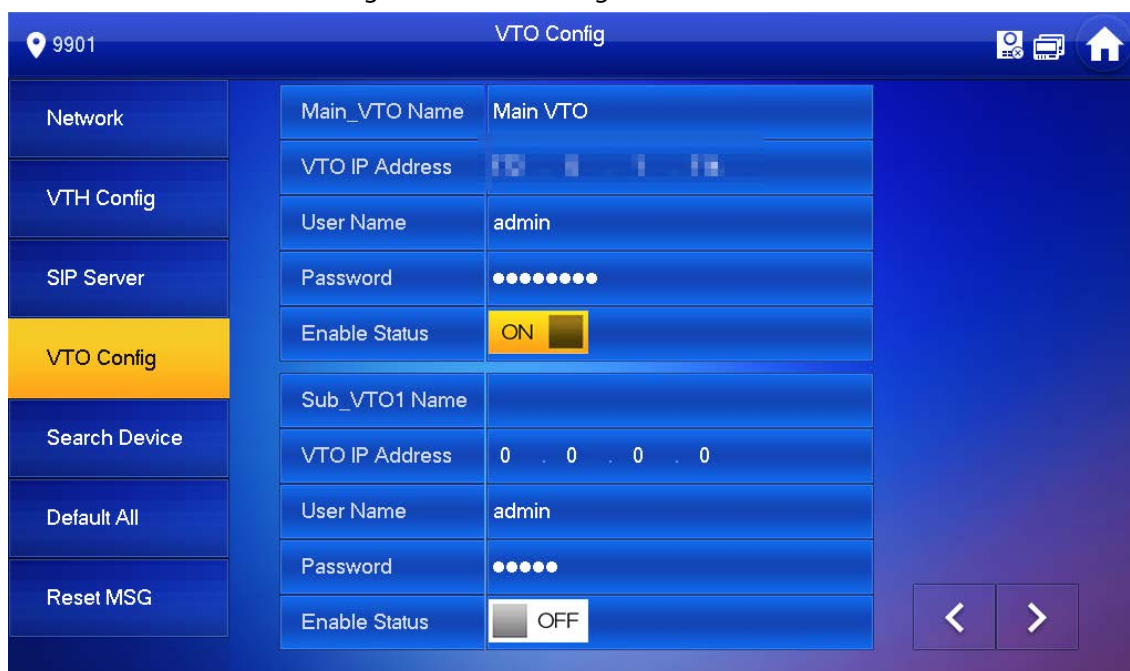 9901
VTO Config
Network
VTH Config
SIP Server
VTO Config
Search Device
Default All
Reset MSG
Main_VTO Name Main VTO
VTO IP Address
User Name admin
Password ●●●●●●●●
Enable Status ON
Sub_VTO1 Name
VTO IP Address 0 . 0 . 0 . 0
User Name admin
Password ●●●●●
Enable Status OFF